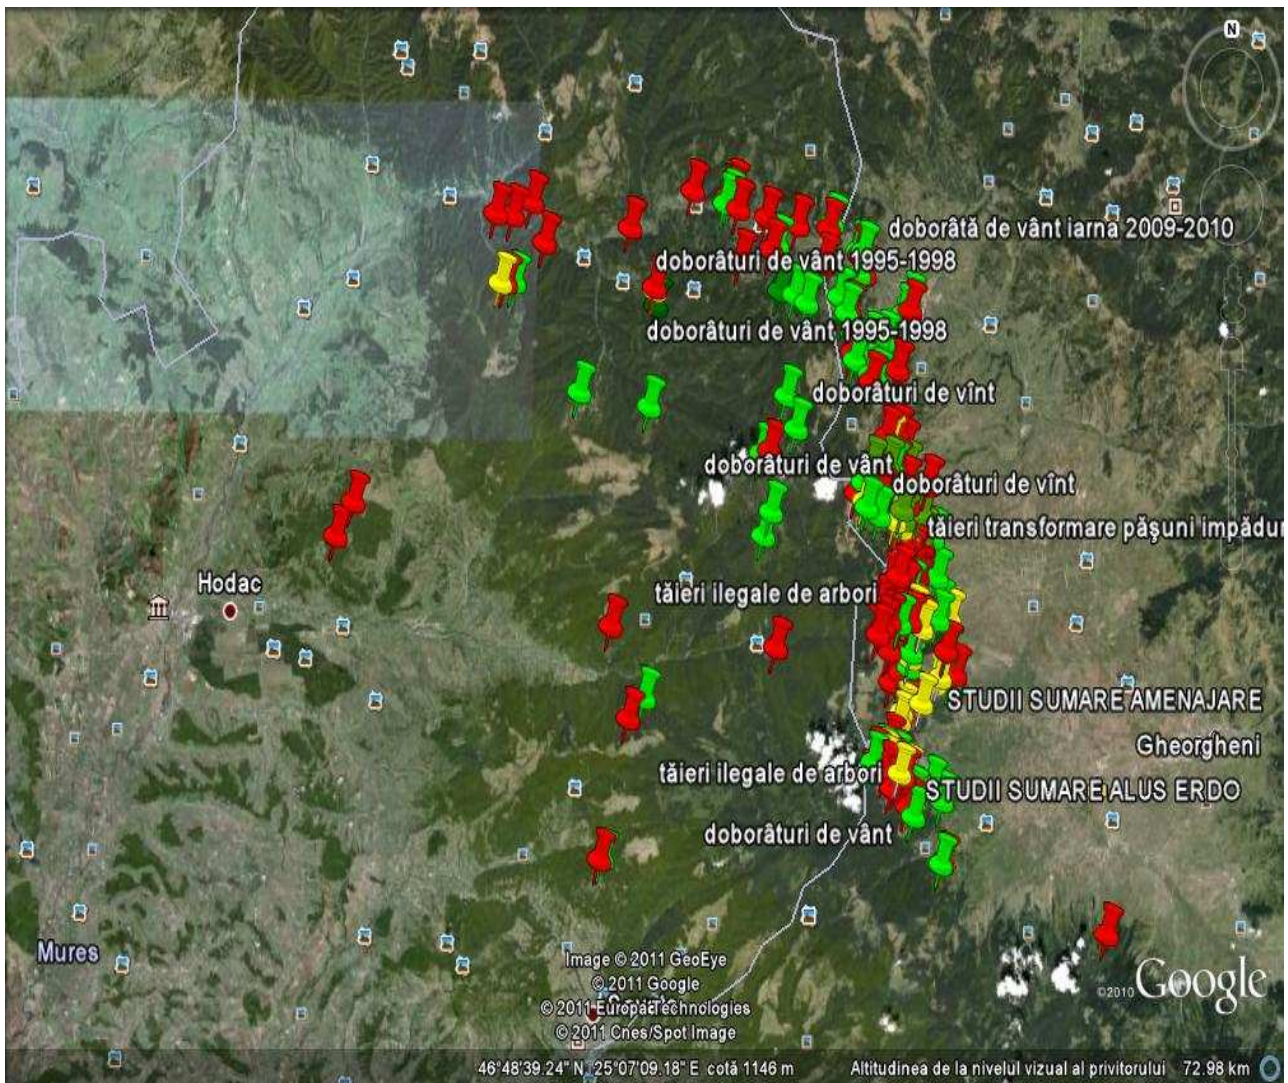 N
doborâtă de vânt iarna 2009-2010
doborâturi de vânt 1995-1998
doborâturi de vânt 1995-1998
doborâturi de vînt
doborâturi de vânt
doborâturi de vînt
tăieri transformare păşuni impădur
Hodac
tăieri ilegale de arbori
STUDII SUMARE AMENAJARE
Gheorgheni
tăieri ilegale de arbori
STUDII SUMARE ALUS ERDO
doborâturi de vânt
Mures
Image © 2011 GeoEye
© 2011 Google
© 2011 Europa Technologies
© 2011 Cnes/Spot Image
©2010 Google
46°48'39.24" N 25°07'09.18" E cotă 1146 m Altitudinea de la nivelul vizual al privitorului 72.98 km